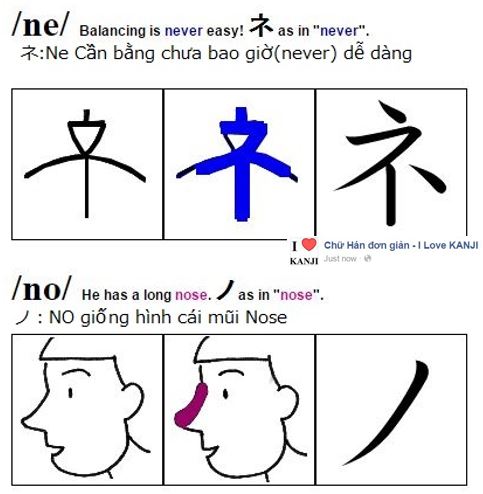 /ne/ Balancing is never easy! ネ as in "never".
ネ:Ne Cần bằng chưa bao giờ(never) dễ dàng
ネ
I ❤ KANJI
Chữ Hán đơn giản - I Love KANJI
Just now ·
/no/ He has a long nose. ノ as in "nose".
ノ : NO giống hình cái mũi Nose
ノ